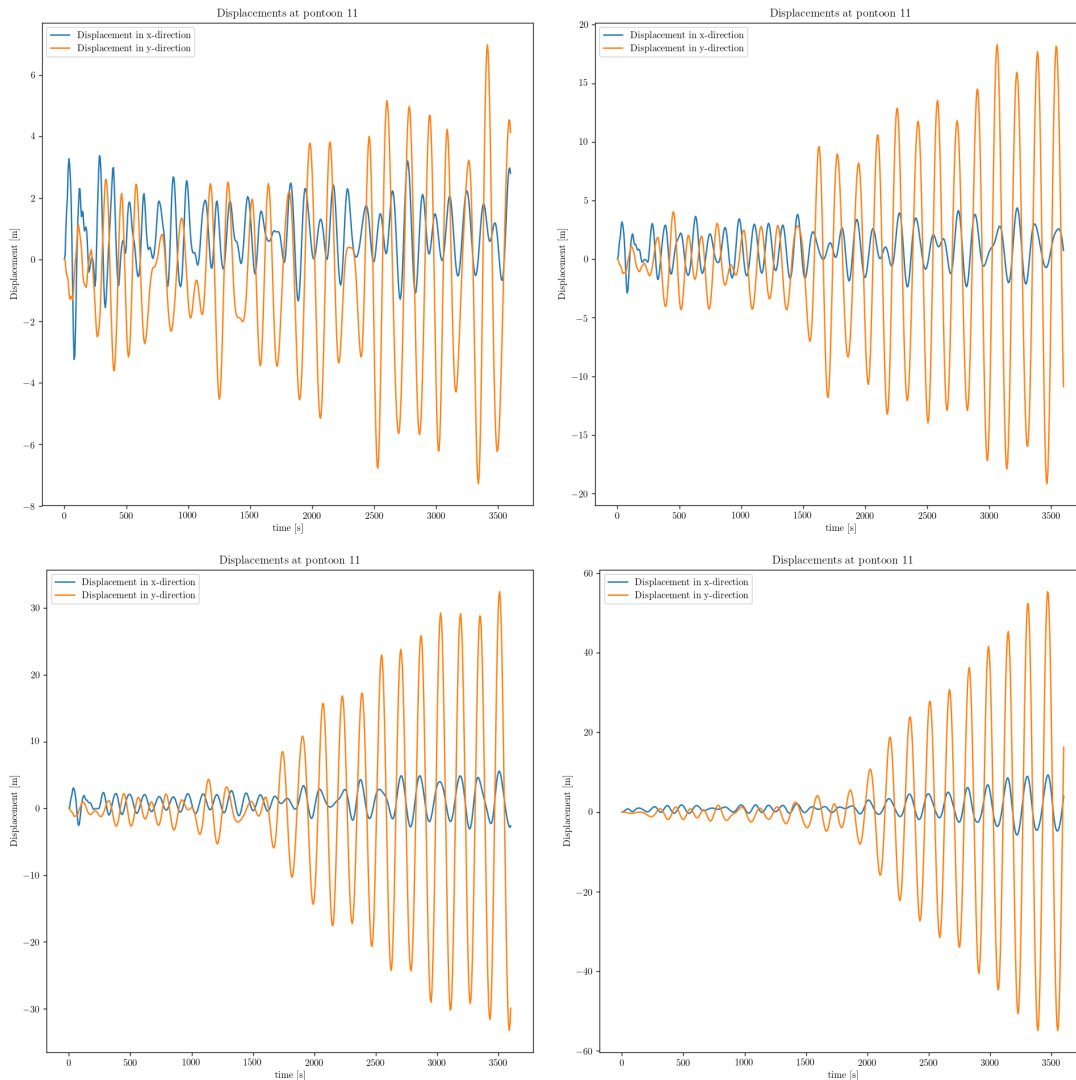 Displacements at pontoon 11
Displacement in x-direction
Displacement in y-direction
Displacement [m]
6
4
2
0
−2
−4
−6
−8
0 500 1000 1500 2000 2500 3000 3500
time [s]
Displacements at pontoon 11
Displacement in x-direction
Displacement in y-direction
Displacement [m]
20
15
10
5
0
−5
−10
−15
−20
0 500 1000 1500 2000 2500 3000 3500
time [s]
Displacements at pontoon 11
Displacement in x-direction
Displacement in y-direction
Displacement [m]
30
20
10
0
−10
−20
−30
0 500 1000 1500 2000 2500 3000 3500
time [s]
Displacements at pontoon 11
Displacement in x-direction
Displacement in y-direction
Displacement [m]
60
40
20
0
−20
−40
−60
0 500 1000 1500 2000 2500 3000 3500
time [s]